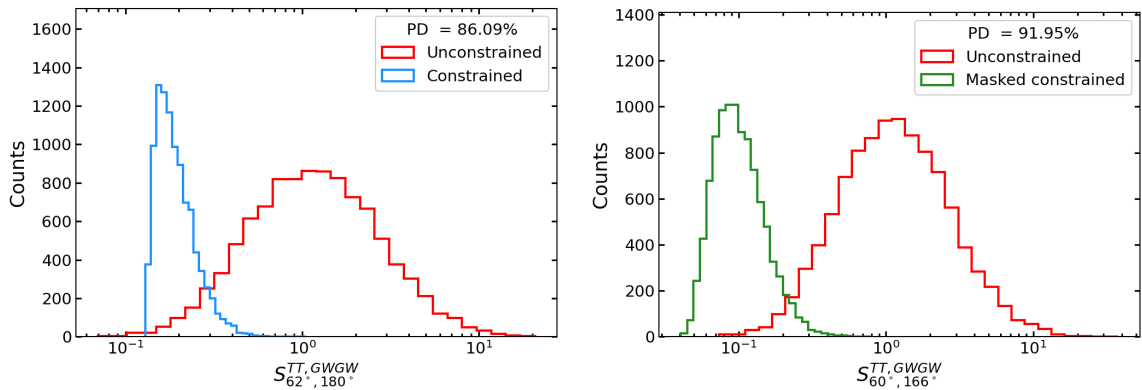 PD = 86.09%
Unconstrained
Constrained
Counts
1600
1400
1200
1000
800
600
400
200
0
10⁻¹ 10⁰ 10¹
S^{TT,GWGW}_{62°,180°}
PD = 91.95%
Unconstrained
Masked constrained
Counts
1400
1200
1000
800
600
400
200
0
10⁻¹ 10⁰ 10¹
S^{TT,GWGW}_{60°,166°}